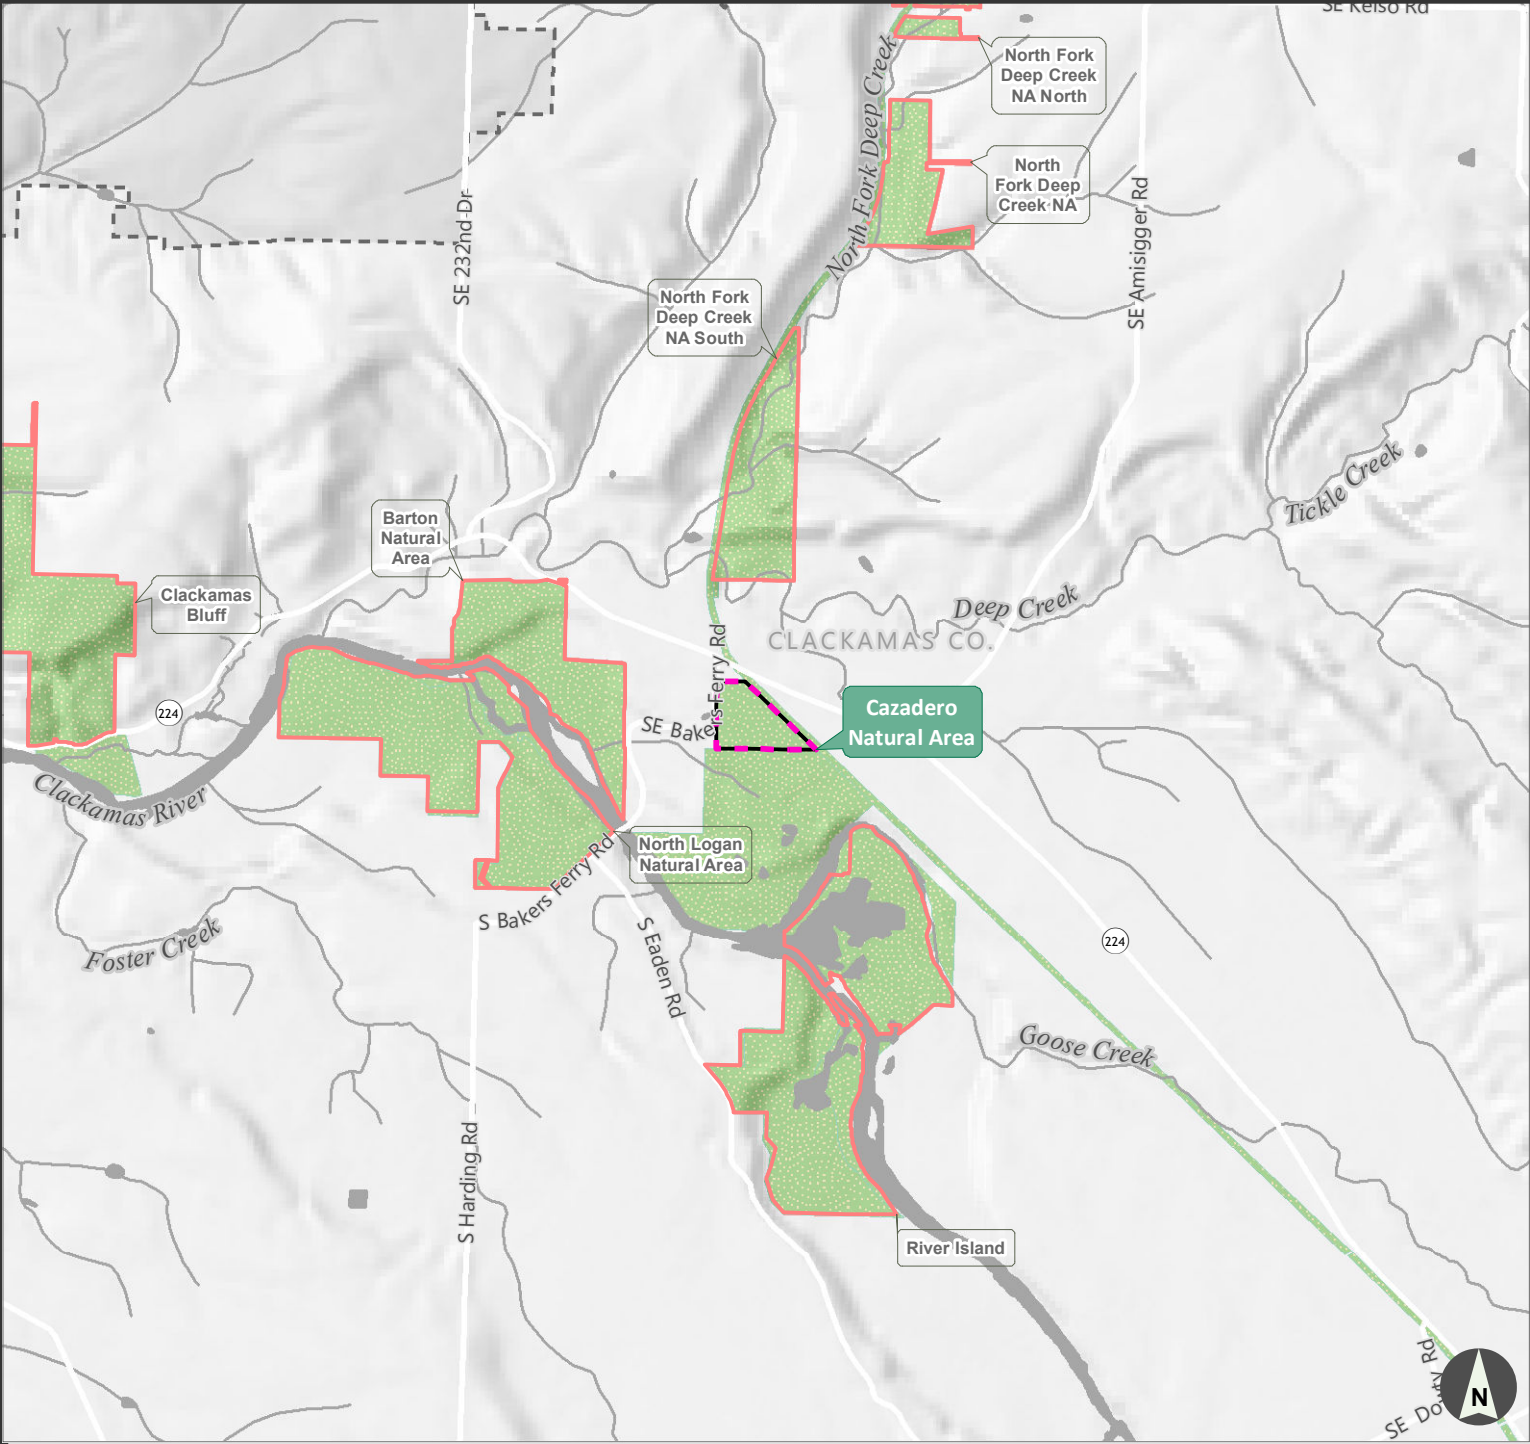 SE Kelso Rd
North Fork
Deep Creek
NA North
North Fork Deep Creek
North
Fork Deep
Creek NA
SE Amisigger Rd
SE 232nd Dr
North Fork
Deep Creek
NA South
Tickle Creek
Barton
Natural
Area
Clackamas
Bluff
Deep Creek
CLACKAMAS CO.
SE Bakers Ferry Rd
Cazadero
Natural Area
224
Clackamas River
North Logan
Natural Area
S Bakers Ferry Rd
Foster Creek
S Eaden Rd
224
Goose Creek
S Harding Rd
River Island
SE Dowty Rd
N